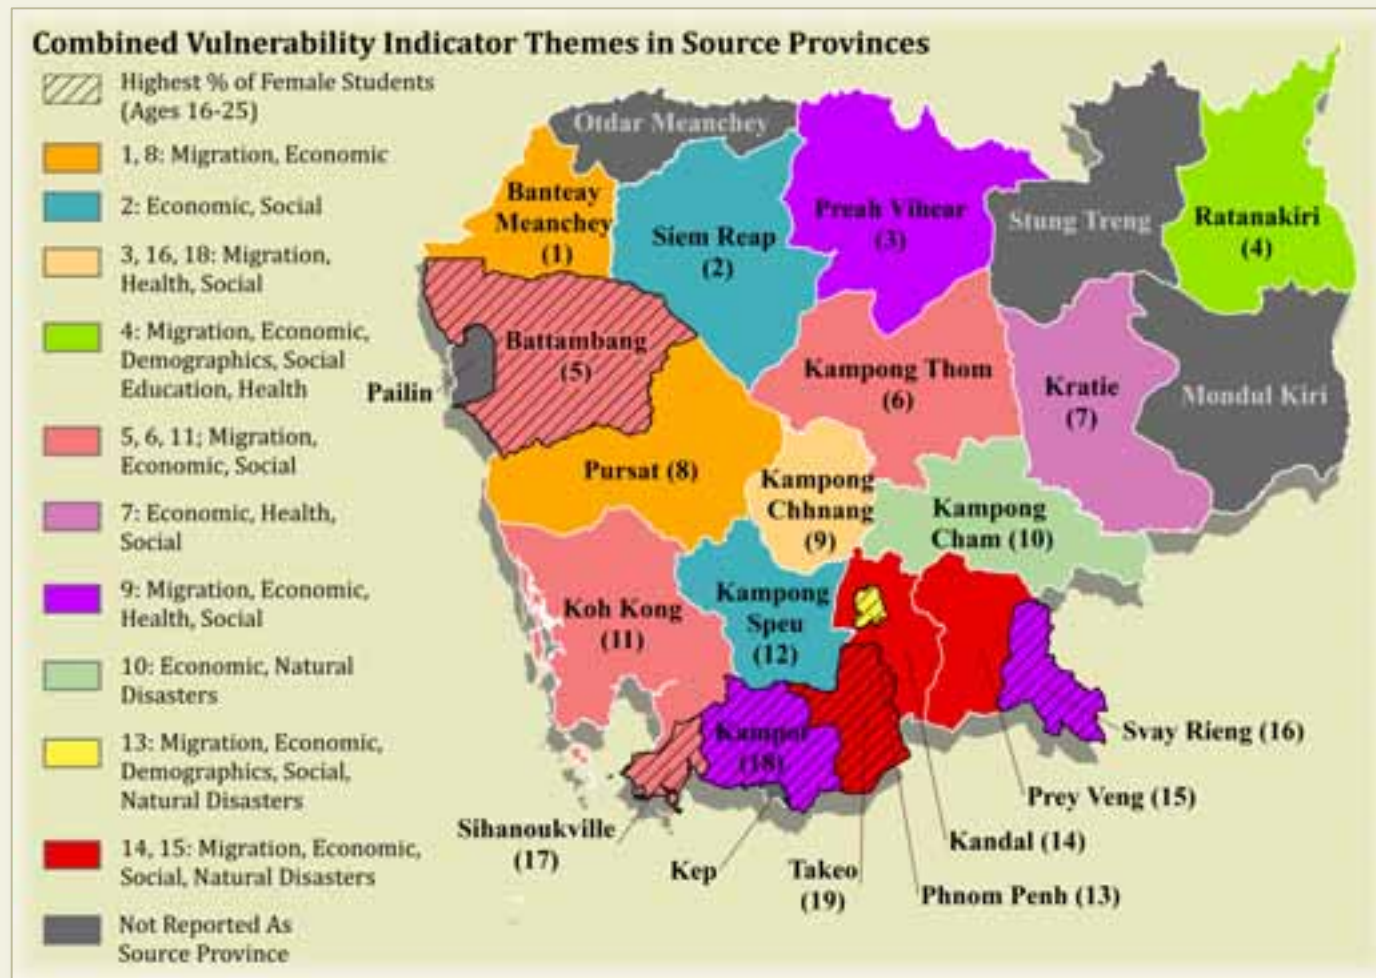 Combined Vulnerability Indicator Themes in Source Provinces
Highest % of Female Students
(Ages 16-25)
1, 8: Migration, Economic
2: Economic, Social
3, 16, 18: Migration,
Health, Social
4: Migration, Economic,
Demographics, Social
Education, Health
5, 6, 11; Migration,
Economic, Social
7: Economic, Health,
Social
9: Migration, Economic,
Health, Social
10: Economic, Natural
Disasters
13: Migration, Economic,
Demographics, Social,
Natural Disasters
14, 15: Migration, Economic,
Social, Natural Disasters
Not Reported As
Source Province
Otdar Meanchey
Banteay
Meanchey
(1)
Siem Reap
(2)
Preah Vihear
(3)
Stung Treng
Ratanakiri
(4)
Battambang
(5)
Pailin
Kampong Thom
(6)
Kratie
(7)
Mondul Kiri
Pursat (8)
Kampong
Chhnang
(9)
Kampong
Cham (10)
Koh Kong
(11)
Kampong
Speu
(12)
Kampot
(18)
Svay Rieng (16)
Prey Veng (15)
Sihanoukville
(17)
Kep
Takeo
(19)
Kandal (14)
Phnom Penh (13)